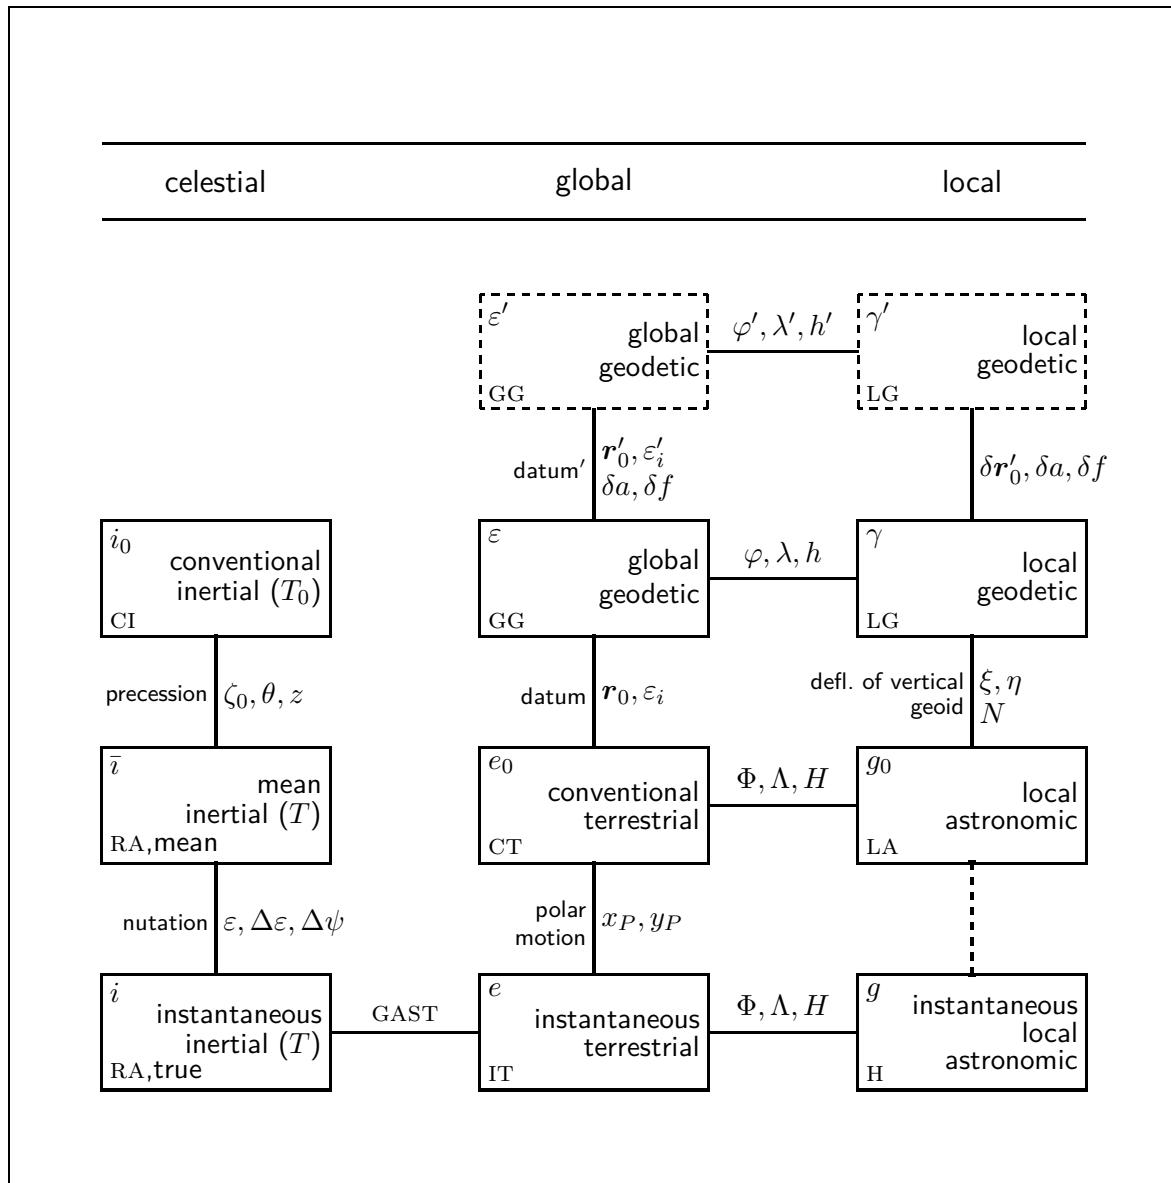 celestial global local
ε′ global geodetic GG
φ′, λ′, h′
γ′ local geodetic LG
datum′ r′₀, ε′ᵢ
δa, δf
δr′₀, δa, δf
i₀ conventional
inertial (T₀)
CI
ε global
geodetic
GG
φ, λ, h
γ local
geodetic
LG
precession ζ₀, θ, z
datum r₀, εᵢ
defl. of vertical ξ, η
geoid N
ῑ mean
inertial (T)
RA,mean
e₀ conventional
terrestrial
CT
Φ, Λ, H
g₀ local
astronomic
LA
nutation ε, Δε, Δψ
polar
motion
x_P, y_P
i instantaneous
inertial (T)
RA,true
GAST
e instantaneous
terrestrial
IT
Φ, Λ, H
g instantaneous
local
astronomic
H